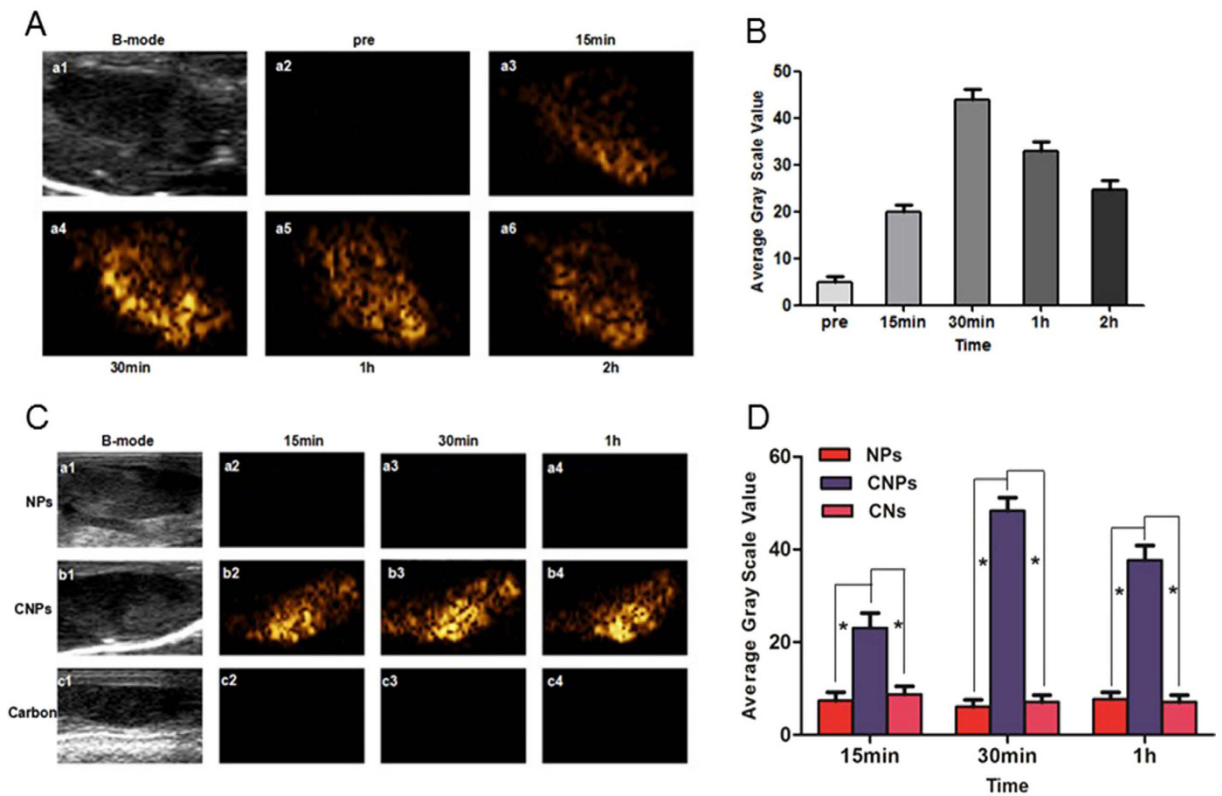 A
B-mode pre 15min
a1 a2 a3
a4 a5 a6
30min 1h 2h
B
Average Gray Scale Value
50
40
30
20
10
0
pre 15min 30min 1h 2h
Time
C
B-mode 15min 30min 1h
NPs a1 a2 a3 a4
CNPs b1 b2 b3 b4
Carbon c1 c2 c3 c4
D
Average Gray Scale Value
60
40
20
0
NPs
CNPs
CNs
* *
* *
* *
15min 30min 1h
Time